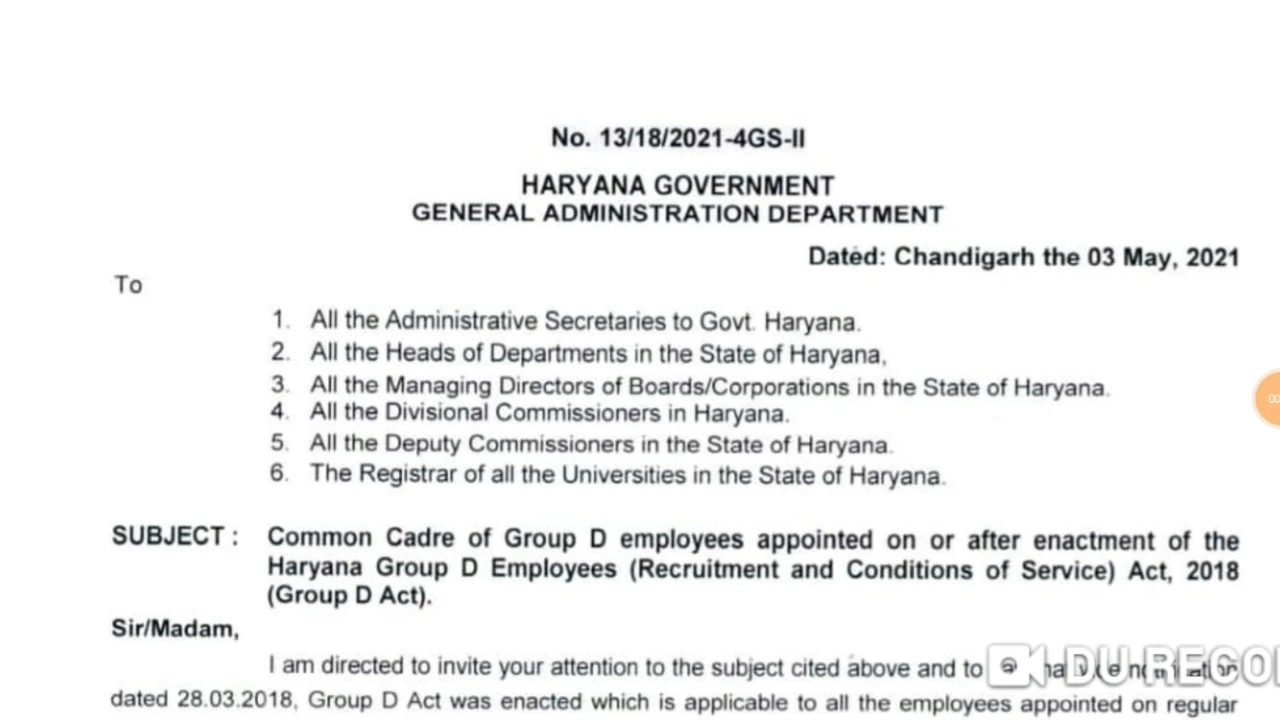 No. 13/18/2021-4GS-II
HARYANA GOVERNMENT
GENERAL ADMINISTRATION DEPARTMENT
Dated: Chandigarh the 03 May, 2021
To
1. All the Administrative Secretaries to Govt. Haryana.
2. All the Heads of Departments in the State of Haryana,
3. All the Managing Directors of Boards/Corporations in the State of Haryana.
4. All the Divisional Commissioners in Haryana.
5. All the Deputy Commissioners in the State of Haryana.
6. The Registrar of all the Universities in the State of Haryana.
SUBJECT : Common Cadre of Group D employees appointed on or after enactment of the
Haryana Group D Employees (Recruitment and Conditions of Service) Act, 2018
(Group D Act).
Sir/Madam,
I am directed to invite your attention to the subject cited above and to
DU RECO
dated 28.03.2018, Group D Act was enacted which is applicable to all the employees appointed on regular
00